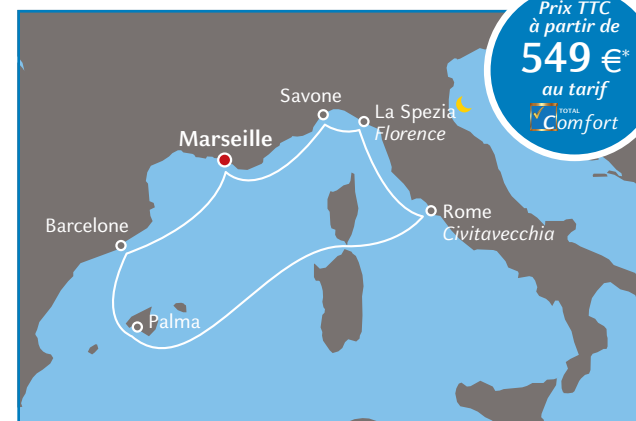 Prix TTC
à partir de
549 €*
au tarif
TOTAL
Comfort
Savone
La Spezia
Florence
Marseille
Barcelone
Rome
Civitavecchia
Palma